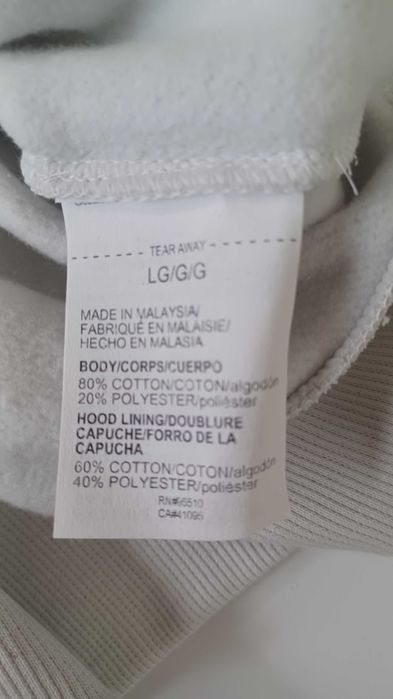 TEAR AWAY
LG/G/G
MADE IN MALAYSIA/
FABRIQUÉ EN MALAISIE/
HECHO EN MALASIA
BODY/CORPS/CUERPO
80% COTTON/COTON/algodón
20% POLYESTER/poliéster
HOOD LINING/DOUBLURE
CAPUCHE/FORRO DE LA
CAPUCHA
60% COTTON/COTON/algodón
40% POLYESTER/poliéster
RN#56510
CA#41095